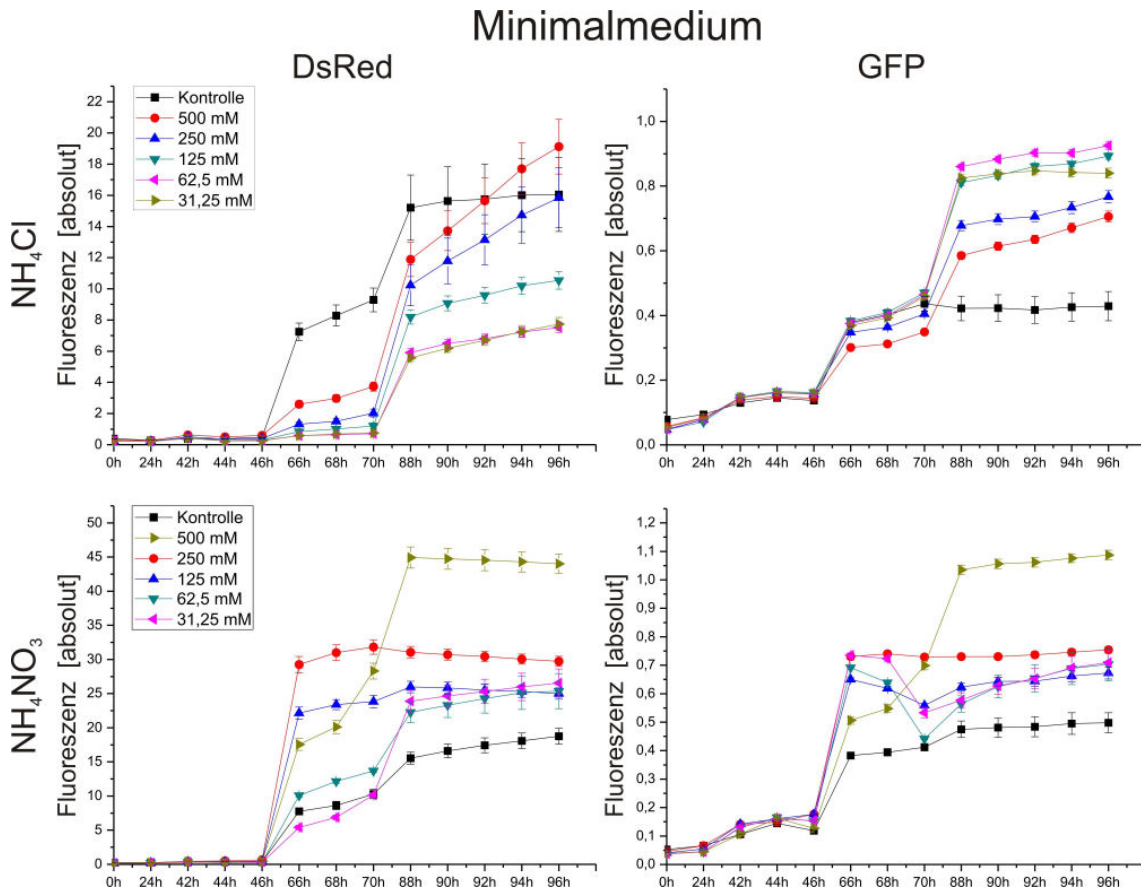 Minimalmedium
DsRed
GFP
NH₄Cl
Fluoreszenz [absolut]
22
20
18
16
14
12
10
8
6
4
2
0
Kontrolle
500 mM
250 mM
125 mM
62,5 mM
31,25 mM
0h 24h 42h 44h 46h 66h 68h 70h 88h 90h 92h 94h 96h
Fluoreszenz [absolut]
1,0
0,8
0,6
0,4
0,2
0,0
0h 24h 42h 44h 46h 66h 68h 70h 88h 90h 92h 94h 96h
NH₄NO₃
Fluoreszenz [absolut]
50
45
40
35
30
25
20
15
10
5
0
Kontrolle
500 mM
250 mM
125 mM
62,5 mM
31,25 mM
0h 24h 42h 44h 46h 66h 68h 70h 88h 90h 92h 94h 96h
Fluoreszenz [absolut]
1,2
1,1
1,0
0,9
0,8
0,7
0,6
0,5
0,4
0,3
0,2
0,1
0,0
0h 24h 42h 44h 46h 66h 68h 70h 88h 90h 92h 94h 96h